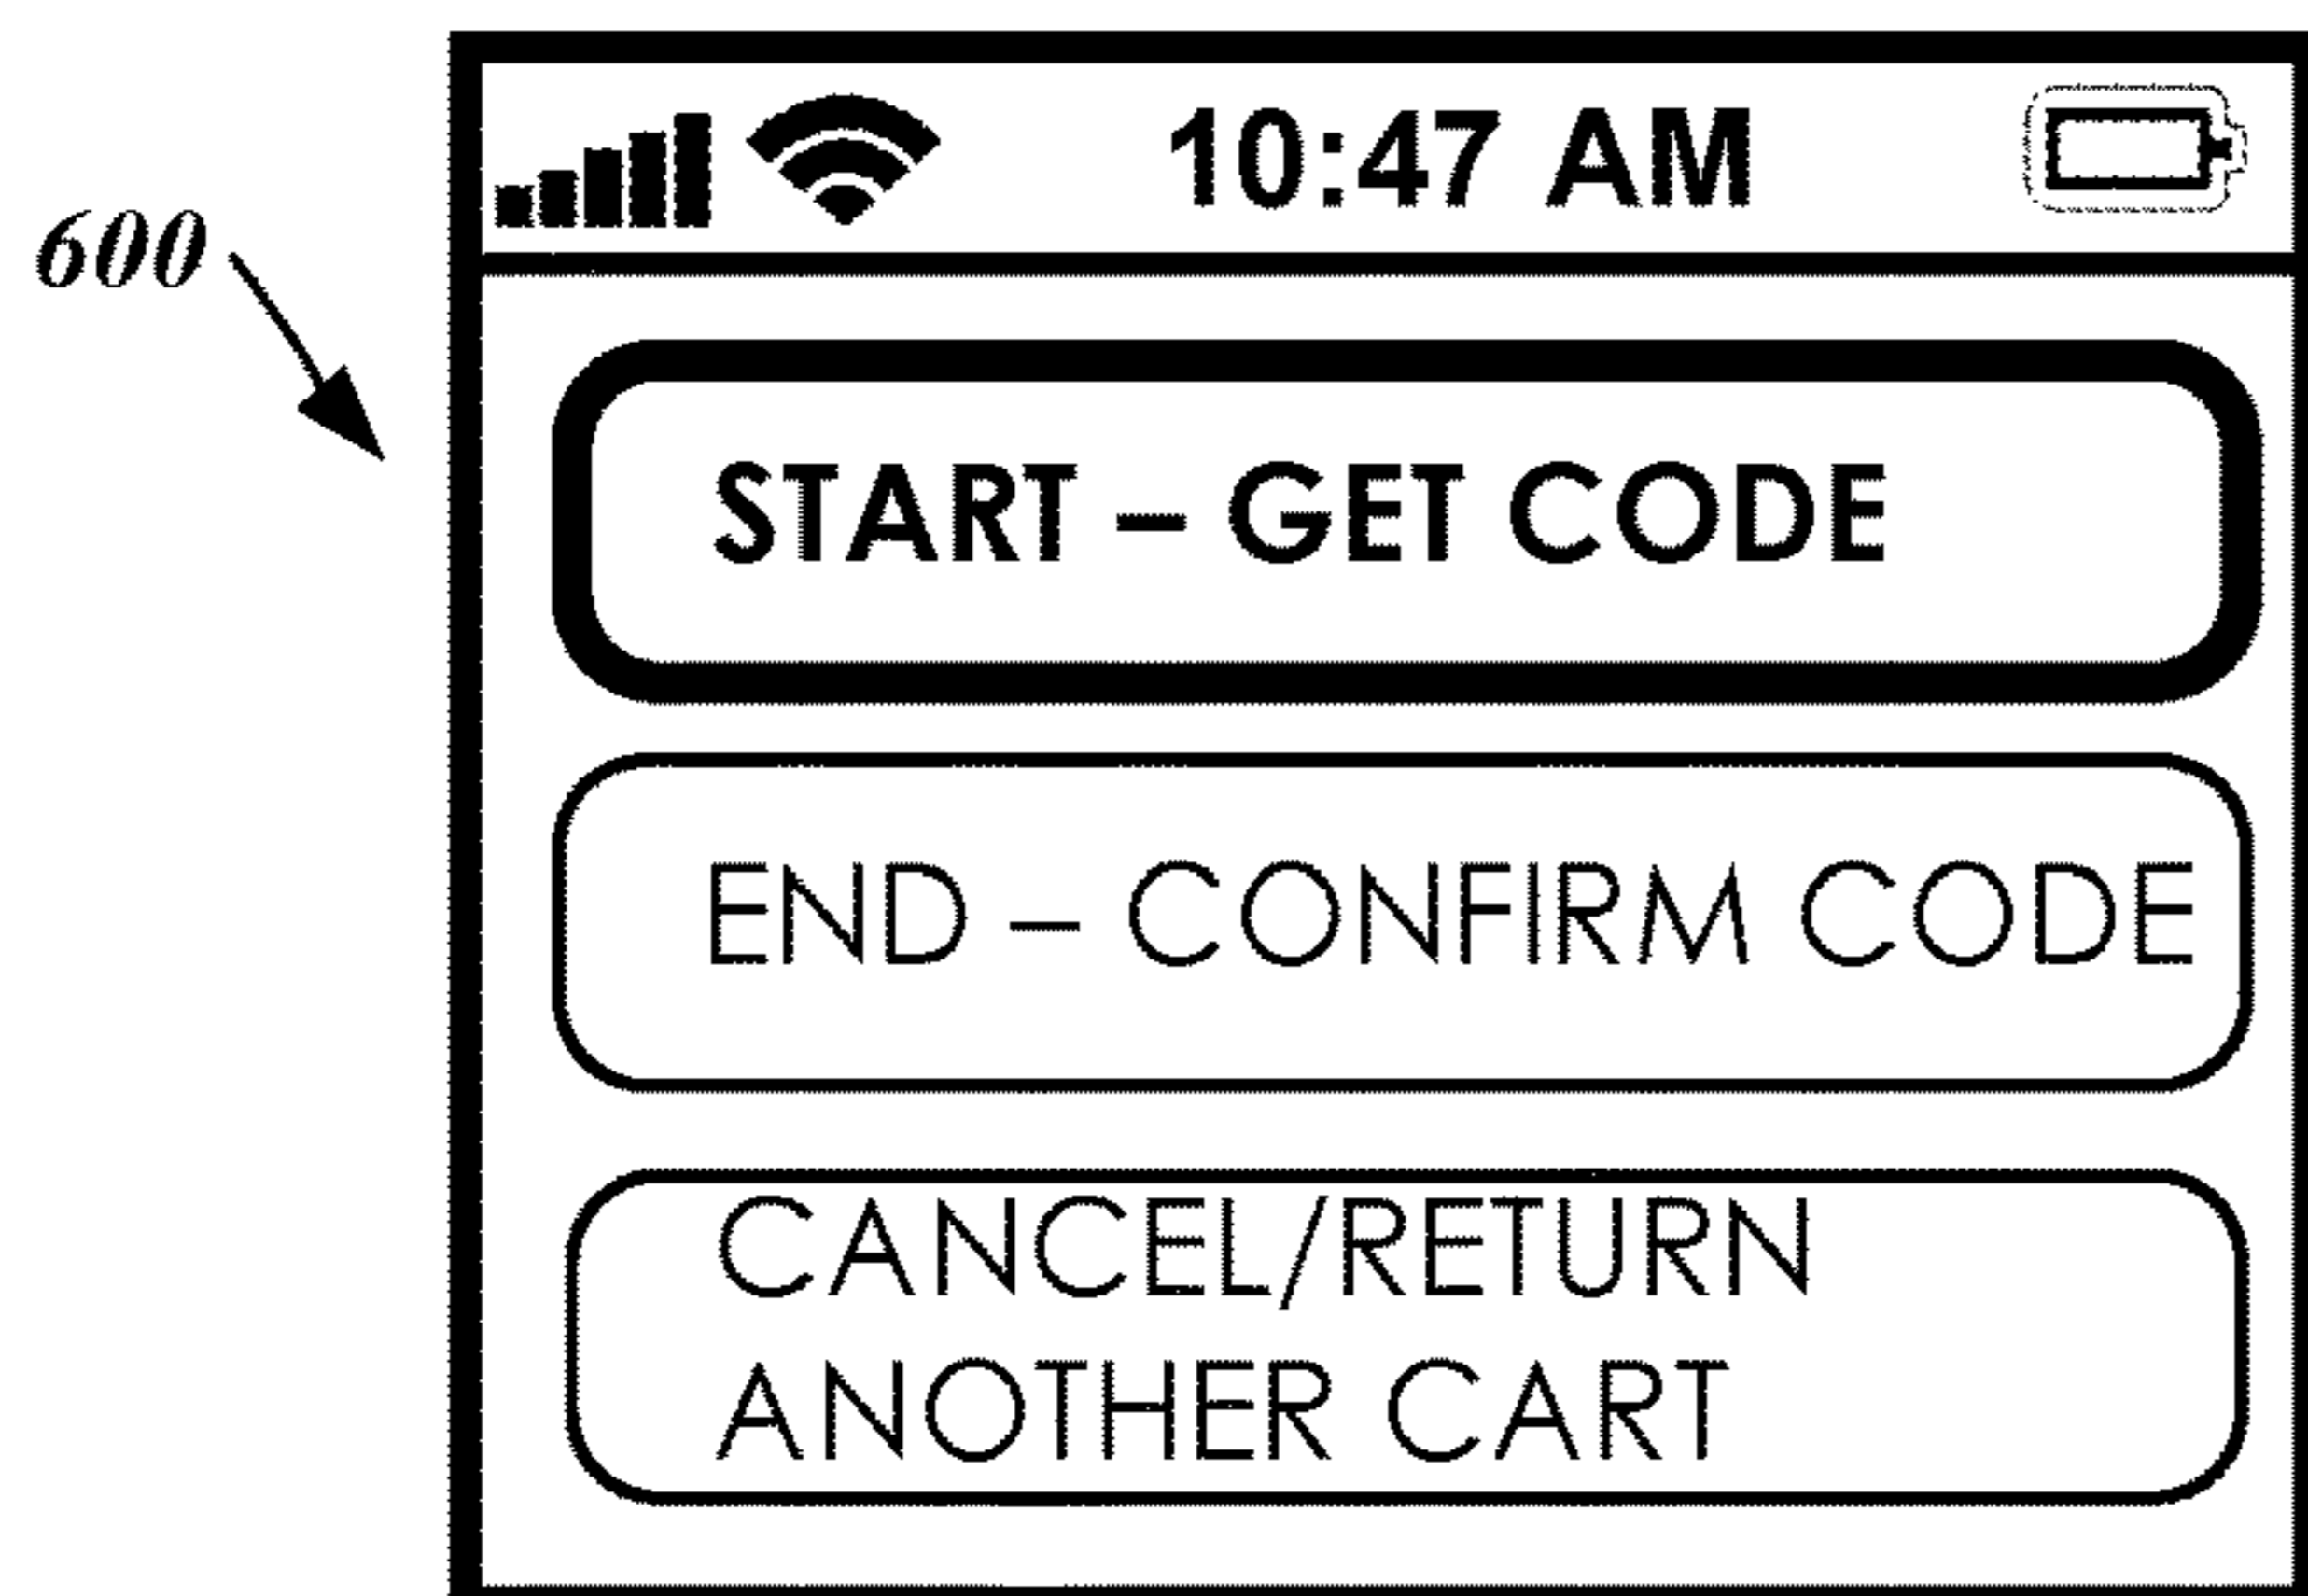 10:47 AM
600
START – GET CODE
END – CONFIRM CODE
CANCEL/RETURN
ANOTHER CART